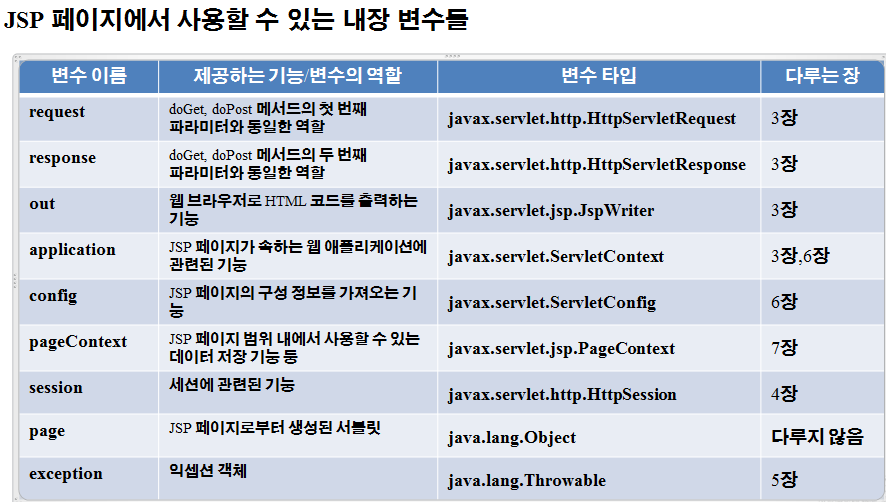 JSP 페이지에서 사용할 수 있는 내장 변수들
변수 이름 제공하는 기능/변수의 역할 변수 타입 다루는 장
request doGet, doPost 메서드의 첫 번째
파라미터와 동일한 역할 javax.servlet.http.HttpServletRequest 3장
response doGet, doPost 메서드의 두 번째
파라미터와 동일한 역할 javax.servlet.http.HttpServletResponse 3장
out 웹 브라우저로 HTML 코드를 출력하는
기능 javax.servlet.jsp.JspWriter 3장
application JSP 페이지가 속하는 웹 애플리케이션에
관련된 기능 javax.servlet.ServletContext 3장,6장
config JSP 페이지의 구성 정보를 가져오는 기
능 javax.servlet.ServletConfig 6장
pageContext JSP 페이지 범위 내에서 사용할 수 있는
데이터 저장 기능 등 javax.servlet.jsp.PageContext 7장
session 세션에 관련된 기능 javax.servlet.http.HttpSession 4장
page JSP 페이지로부터 생성된 서블릿 java.lang.Object 다루지 않음
exception 익셉션 객체 java.lang.Throwable 5장